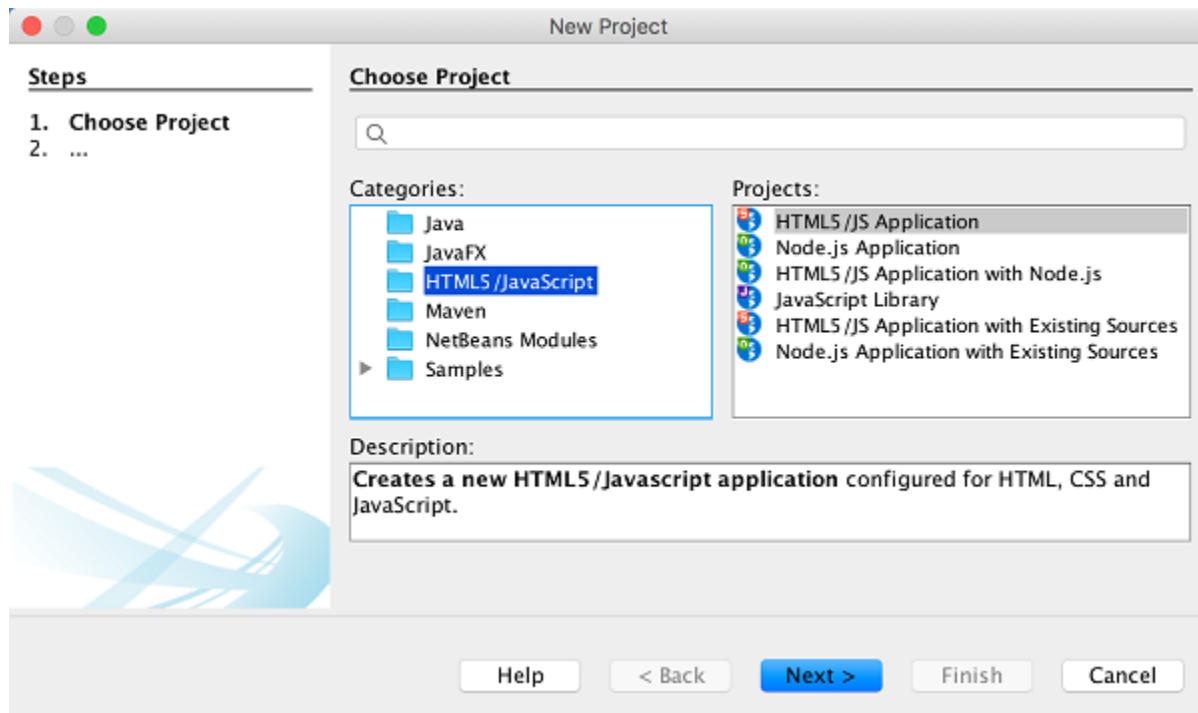 New Project
Steps
1. Choose Project
2. ...
Choose Project
Categories:
Java
JavaFX
HTML5/JavaScript
Maven
NetBeans Modules
Samples
Projects:
HTML5/JS Application
Node.js Application
HTML5/JS Application with Node.js
JavaScript Library
HTML5/JS Application with Existing Sources
Node.js Application with Existing Sources
Description:
Creates a new HTML5/Javascript application configured for HTML, CSS and
JavaScript.
Help
< Back
Next >
Finish
Cancel